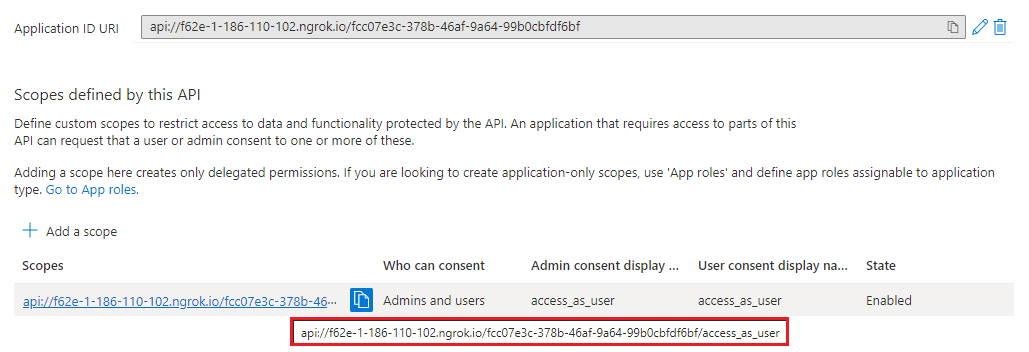 Application ID URI api://f62e-1-186-110-102.ngrok.io/fcc07e3c-378b-46af-9a64-99b0cbfdf6bf
Scopes defined by this API
Define custom scopes to restrict access to data and functionality protected by the API. An application that requires access to parts of this
API can request that a user or admin consent to one or more of these.
Adding a scope here creates only delegated permissions. If you are looking to create application-only scopes, use 'App roles' and define app roles assignable to application
type. Go to App roles.
Add a scope
Scopes Who can consent Admin consent display ... User consent display na... State
api://f62e-1-186-110-102.ngrok.io/fcc07e3c-378b-46... Admins and users access_as_user access_as_user Enabled
api://f62e-1-186-110-102.ngrok.io/fcc07e3c-378b-46af-9a64-99b0cbfdf6bf/access_as_user